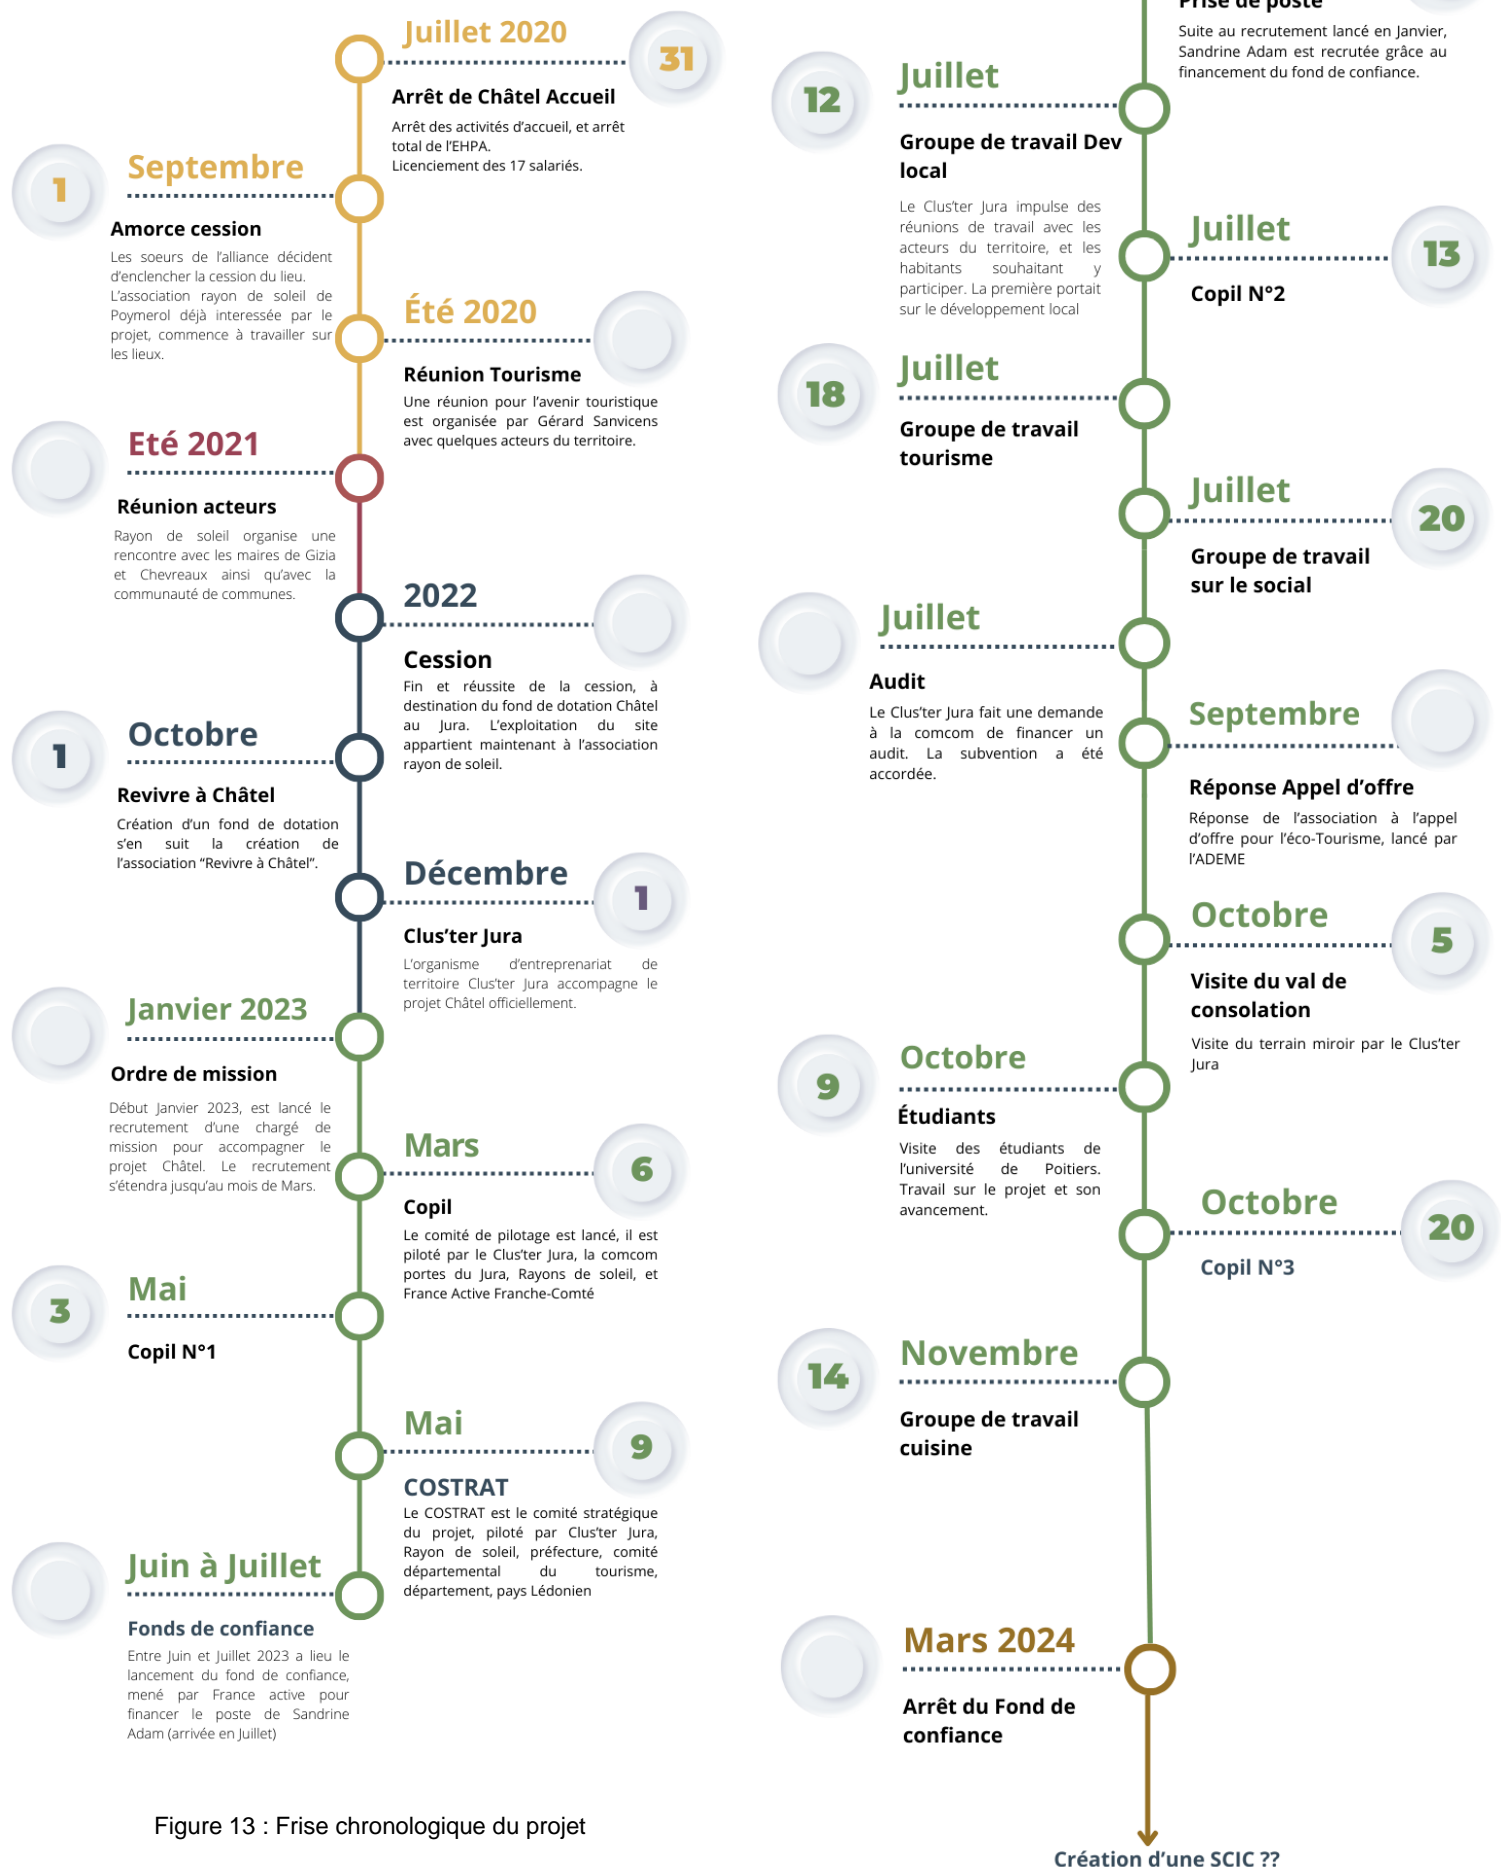 Juillet 2020
31
Arrêt de Châtel Accueil
Arrêt des activités d'accueil, et arrêt
total de l'EHPA.
Licenciement des 17 salariés.
1
Septembre
Amorce cession
Les soeurs de l'alliance décident
d'enclencher la cession du lieu.
L'association rayon de soleil de
Poymerol déjà interessée par le
projet, commence à travailler sur
les lieux.
Été 2020
Réunion Tourisme
Une réunion pour l'avenir touristique
est organisée par Gérard Sanvicens
avec quelques acteurs du territoire.
Eté 2021
Réunion acteurs
Rayon de soleil organise une
rencontre avec les maires de Gizia
et Chevreaux ainsi qu'avec la
communauté de communes.
2022
Cession
Fin et réussite de la cession, à
destination du fond de dotation Châtel
au Jura. L'exploitation du site
appartient maintenant à l'association
rayon de soleil.
1
Octobre
Revivre à Châtel
Création d'un fond de dotation
s'en suit la création de
l'association “Revivre à Châtel”.
Décembre
1
Clus'ter Jura
L'organisme d'entreprenariat de
territoire Clus'ter Jura accompagne le
projet Châtel officiellement.
Janvier 2023
Ordre de mission
Début Janvier 2023, est lancé le
recrutement d'une chargé de
mission pour accompagner le
projet Châtel. Le recrutement
s'étendra jusqu'au mois de Mars.
Mars
6
Copil
Le comité de pilotage est lancé, il est
piloté par le Clus'ter Jura, la comcom
portes du Jura, Rayons de soleil, et
France Active Franche-Comté
3
Mai
Copil N°1
Mai
9
COSTRAT
Le COSTRAT est le comité stratégique
du projet, piloté par Clus'ter Jura,
Rayon de soleil, préfecture, comité
départemental du tourisme,
département, pays Lédonien
Juin à Juillet
Fonds de confiance
Entre Juin et Juillet 2023 a lieu le
lancement du fond de confiance,
mené par France active pour
financer le poste de Sandrine
Adam (arrivée en Juillet)
Figure 13 : Frise chronologique du projet
Prise de poste
Suite au recrutement lancé en Janvier,
Sandrine Adam est recrutée grâce au
financement du fond de confiance.
12
Juillet
Groupe de travail Dev
local
Le Clus'ter Jura impulse des
réunions de travail avec les
acteurs du territoire, et les
habitants souhaitant y
participer. La première portait
sur le développement local
Juillet
13
Copil N°2
18
Juillet
Groupe de travail
tourisme
Juillet
20
Groupe de travail
sur le social
Juillet
Audit
Le Clus'ter Jura fait une demande
à la comcom de financer un
audit. La subvention a été
accordée.
Septembre
Réponse Appel d'offre
Réponse de l'association à l'appel
d'offre pour l'éco-Tourisme, lancé par
l'ADEME
Octobre
5
Visite du val de
consolation
Visite du terrain miroir par le Clus'ter
Jura
9
Octobre
Étudiants
Visite des étudiants de
l'université de Poitiers.
Travail sur le projet et son
avancement.
Octobre
20
Copil N°3
14
Novembre
Groupe de travail
cuisine
Mars 2024
Arrêt du Fond de
confiance
Création d'une SCIC ??